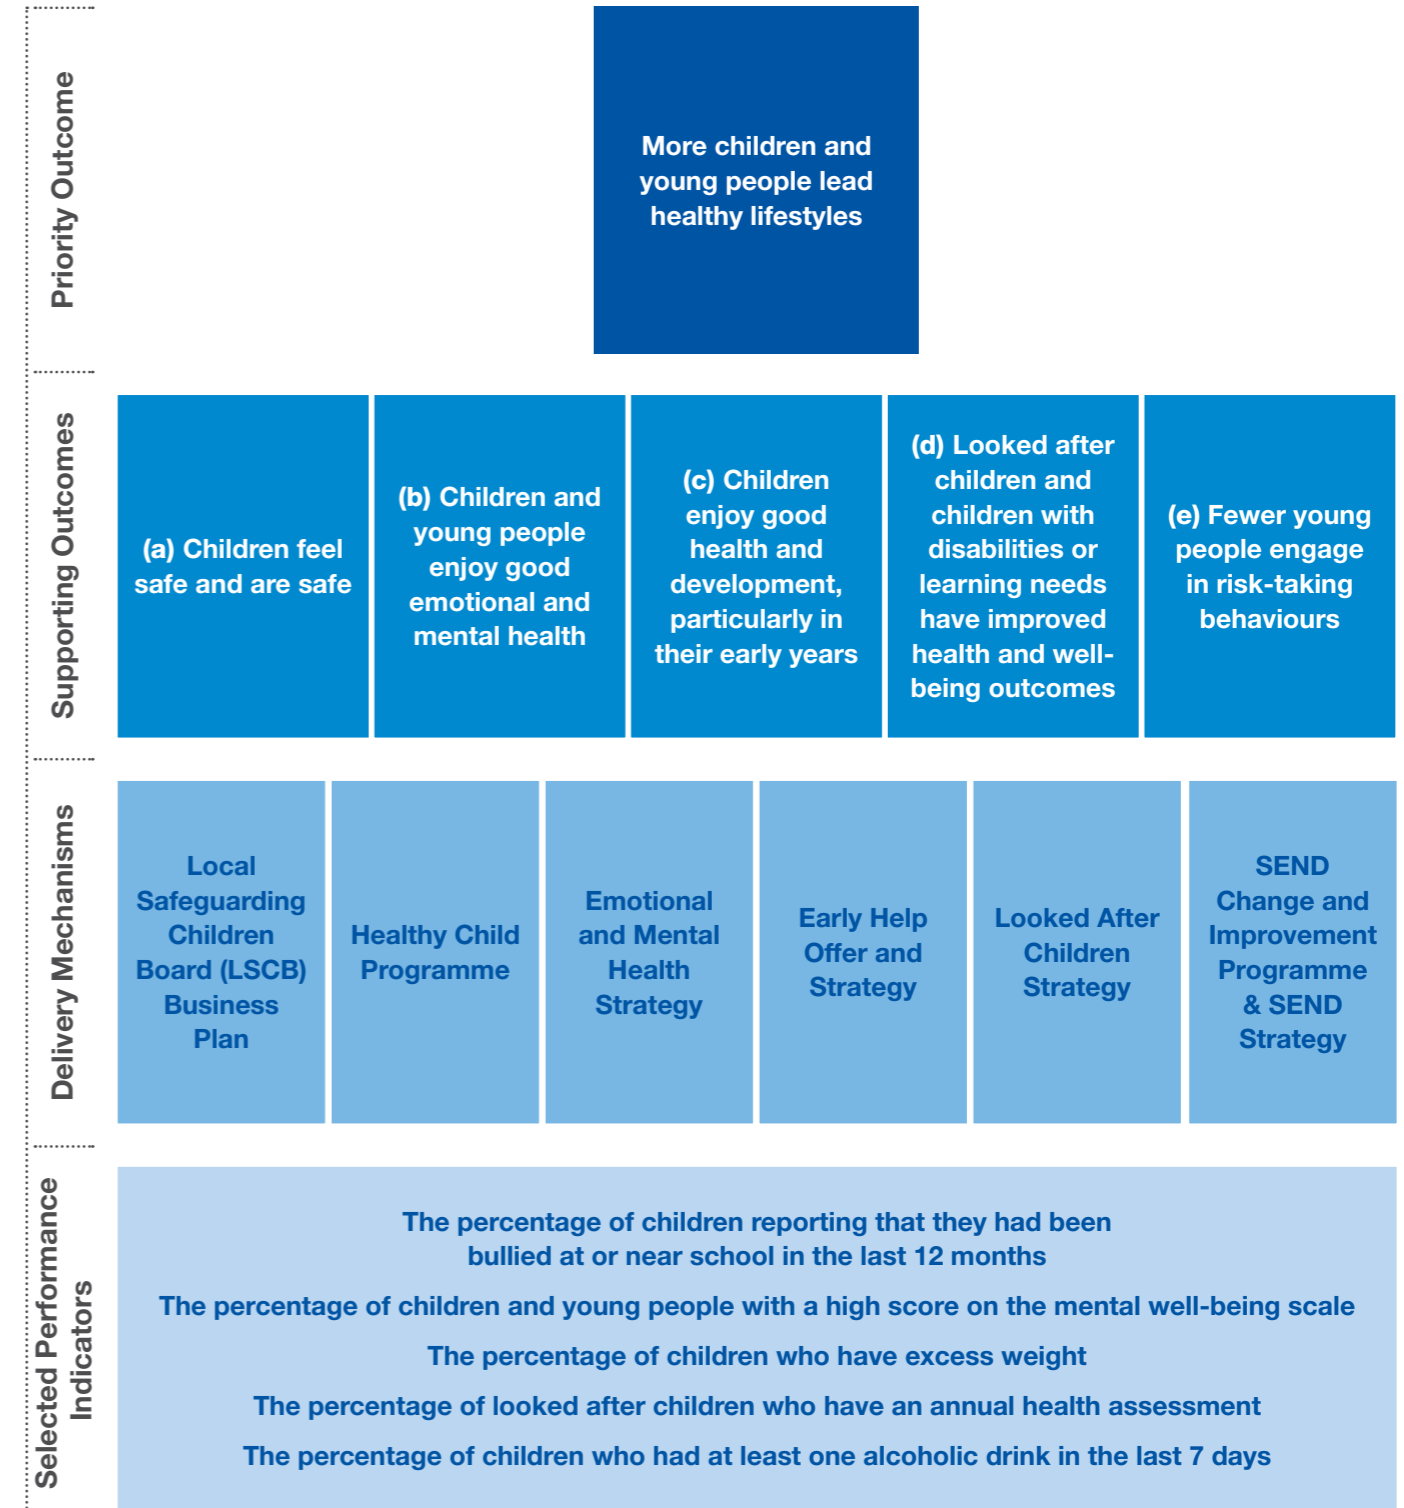 Priority Outcome
More children and
young people lead
healthy lifestyles
Supporting Outcomes
(a) Children feel
safe and are safe
(b) Children and
young people
enjoy good
emotional and
mental health
(c) Children
enjoy good
health and
development,
particularly in
their early years
(d) Looked after
children and
children with
disabilities or
learning needs
have improved
health and well-
being outcomes
(e) Fewer young
people engage
in risk-taking
behaviours
Delivery Mechanisms
Local
Safeguarding
Children
Board (LSCB)
Business
Plan
Healthy Child
Programme
Emotional
and Mental
Health
Strategy
Early Help
Offer and
Strategy
Looked After
Children
Strategy
SEND
Change and
Improvement
Programme
& SEND
Strategy
Selected Performance
Indicators
The percentage of children reporting that they had been
bullied at or near school in the last 12 months
The percentage of children and young people with a high score on the mental well-being scale
The percentage of children who have excess weight
The percentage of looked after children who have an annual health assessment
The percentage of children who had at least one alcoholic drink in the last 7 days